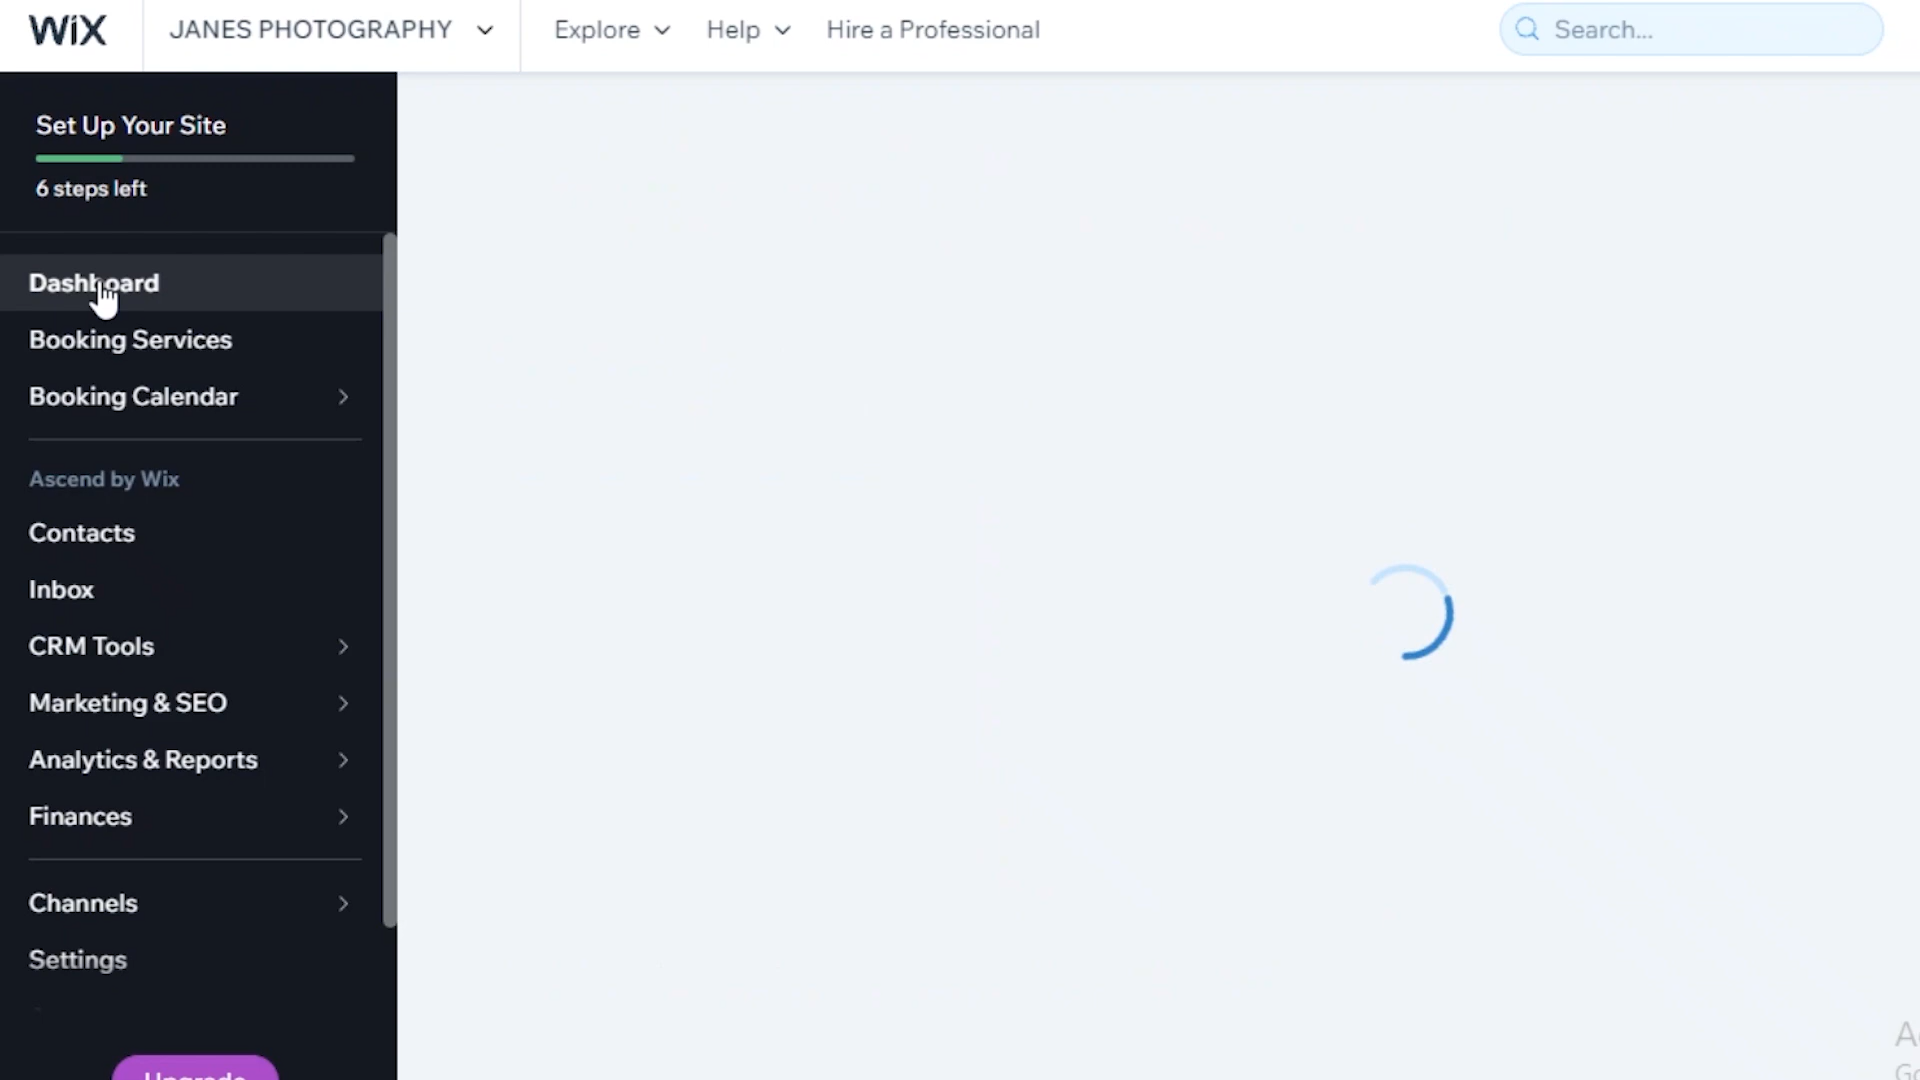 WiX
JANES PHOTOGRAPHY
Explore
Help
Hire a Professional
Search...
Set Up Your Site
6 steps left
Dashboard
Booking Services
Booking Calendar
Ascend by Wix
Contacts
Inbox
CRM Tools
Marketing & SEO
Analytics & Reports
Finances
Channels
Settings
Upgrade